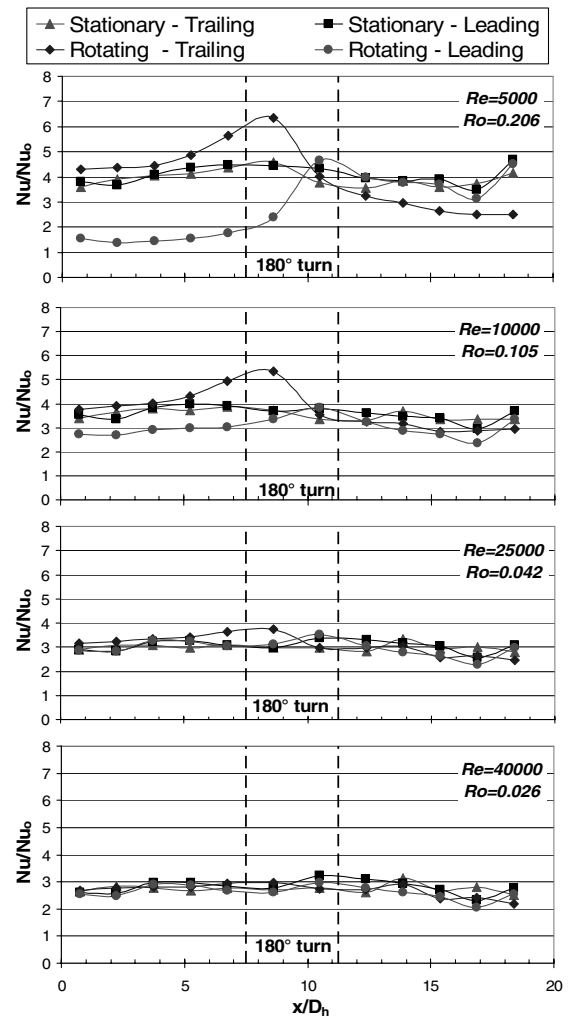 Stationary - Trailing Stationary - Leading
Rotating - Trailing Rotating - Leading
8
7
6
5
4
3
2
1
0
Nu/Nuo
Re=5000
Ro=0.206
180° turn
8
7
6
5
4
3
2
1
0
Nu/Nuo
Re=10000
Ro=0.105
180° turn
8
7
6
5
4
3
2
1
0
Nu/Nuo
Re=25000
Ro=0.042
180° turn
8
7
6
5
4
3
2
1
0
Nu/Nuo
Re=40000
Ro=0.026
180° turn
0 5 10 15 20
x/Dh